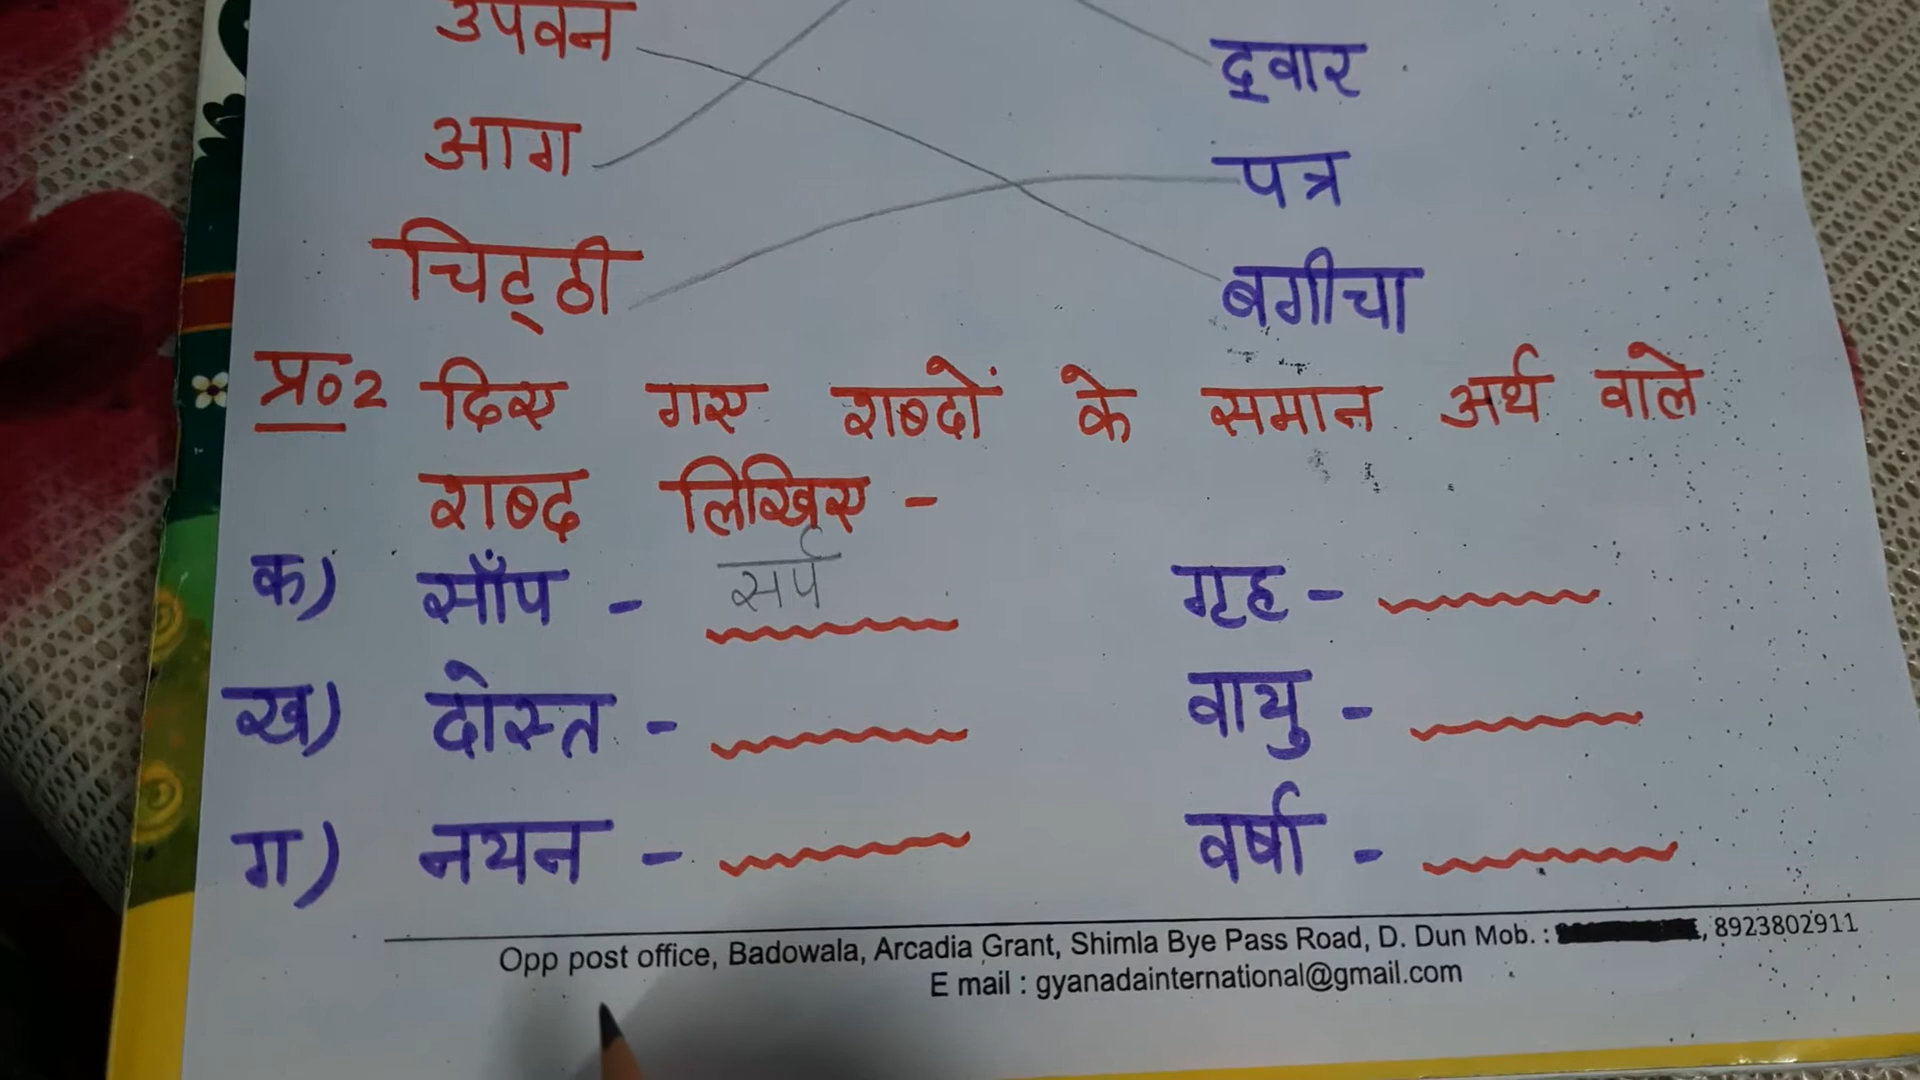 उपवन
द्वार
आग
पत्र
चिट्ठी
बगीचा
प्र०2 दिए गए शब्दों के समान अर्थ वाले
शब्द लिखिए -
क) साँप - सर्प गृह -
ख) दोस्त - वायु -
ग) नयन - वर्षा -
Opp post office, Badowala, Arcadia Grant, Shimla Bye Pass Road, D. Dun Mob. : , 8923802911
E mail : gyanadainternational@gmail.com